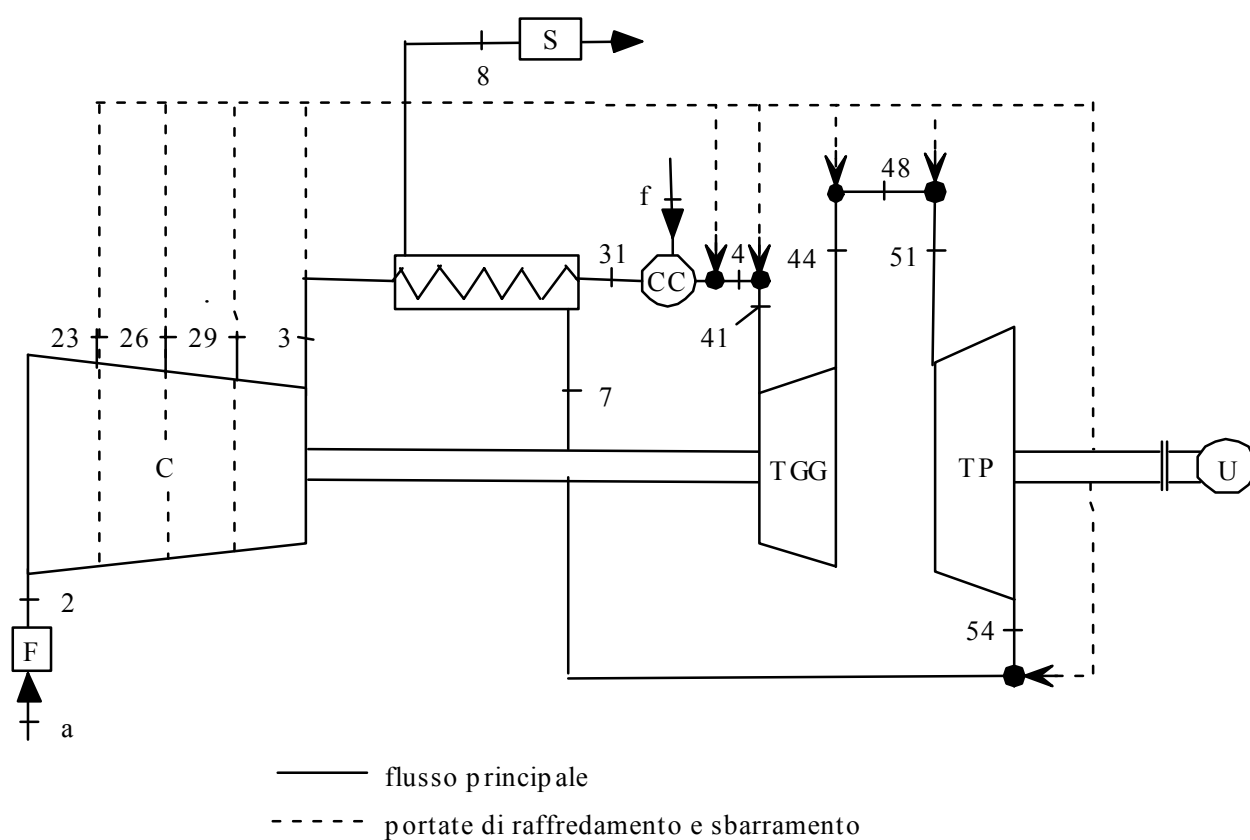 S
8
48
f
31
4
44
51
CC
23
26
29
3
41
7
C
TGG
TP
U
2
54
F
a
flusso principale
portate di raffredamento e sbarramento